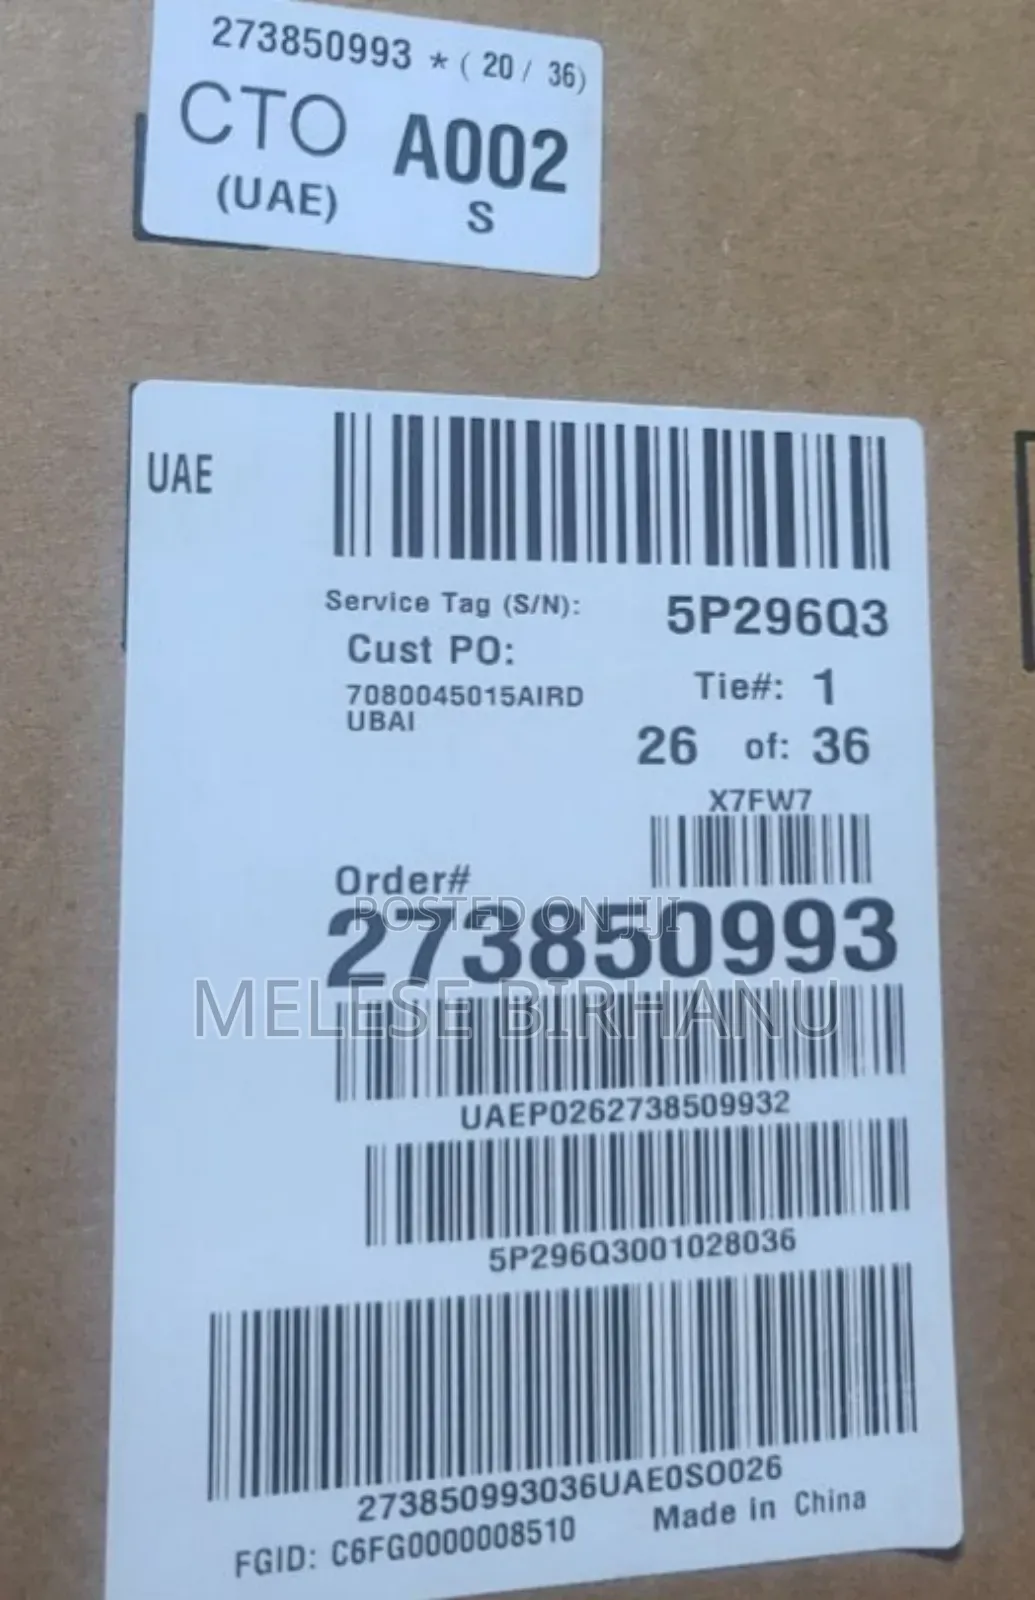 273850993 * ( 20 / 36)
CTO A002
(UAE) S
UAE
Service Tag (S/N): 5P296Q3
Cust PO:
7080045015AIRD
UBAI
Tie#: 1
26 of: 36
X7FW7
Order#
273850993
POSTED ON JIJI
MELESE BIRHANU
UAEP0262738509932
5P296Q3001028036
273850993036UAE0SO026
FGID: C6FG0000008510 Made in China